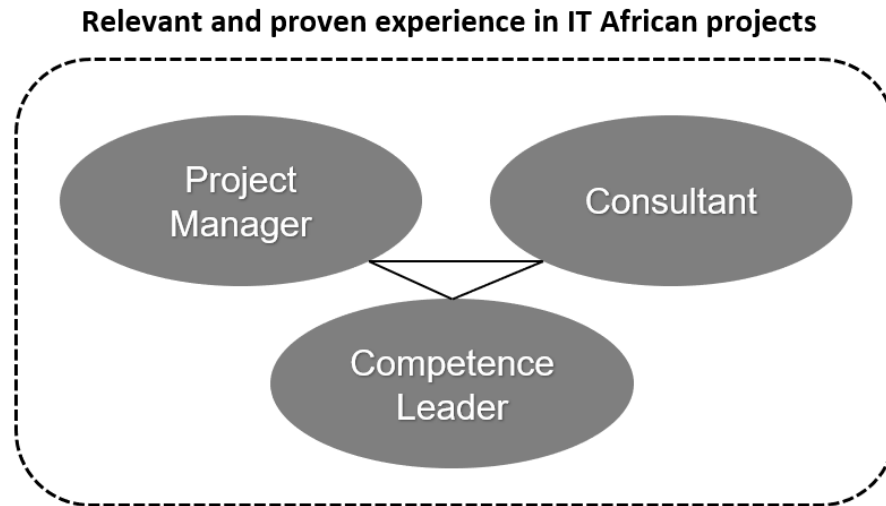 Relevant and proven experience in IT African projects
Project
Manager
Consultant
Competence
Leader